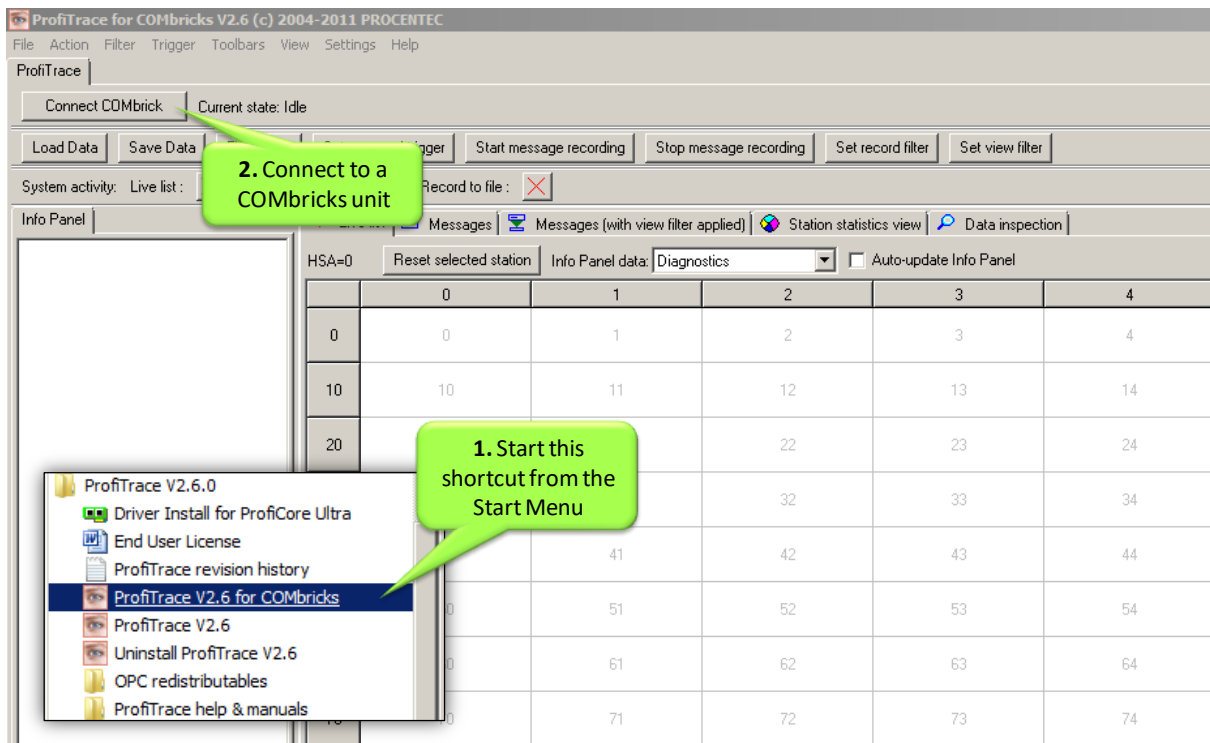 ProfiTrace for COMbricks V2.6 (c) 2004-2011 PROCENTEC
File Action Filter Trigger Toolbars View Settings Help
ProfiTrace
Connect COMbrick Current state: Idle
Load Data Save Data gger Start message recording Stop message recording Set record filter Set view filter
2. Connect to a
COMbricks unit
System activity: Live list : Record to file :
Info Panel
list Messages Messages (with view filter applied) Station statistics view Data inspection
HSA=0 Reset selected station Info Panel data: Diagnostics Auto-update Info Panel
0 1 2 3 4
0 0 1 2 3 4
10 10 11 12 13 14
20 22 23 24
1. Start this
shortcut from the
Start Menu
32 33 34
41 42 43 44
51 52 53 54
61 62 63 64
71 72 73 74
ProfiTrace V2.6.0
Driver Install for ProfiCore Ultra
End User License
ProfiTrace revision history
ProfiTrace V2.6 for COMbricks
ProfiTrace V2.6
Uninstall ProfiTrace V2.6
OPC redistributables
ProfiTrace help & manuals